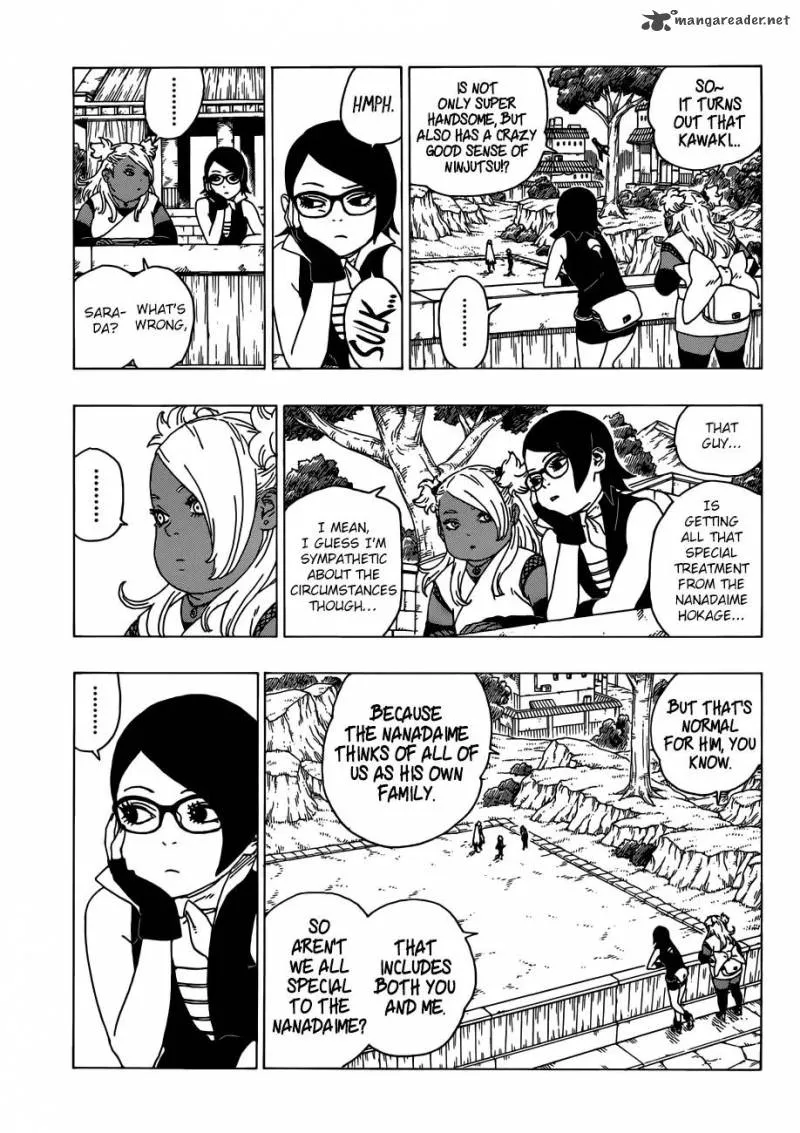 mangareader.net
SO~
IT TURNS
OUT THAT
KAWAKI..
IS NOT
ONLY SUPER
HANDSOME, BUT
ALSO HAS A CRAZY
GOOD SENSE OF
NINJUTSU!?
......
HMPH.
SULK...
........
WHAT'S
WRONG,
SARA-
DA?
THAT
GUY...
IS
GETTING
ALL THAT
SPECIAL
TREATMENT
FROM THE
NANADAIME
HOKAGE...
I MEAN,
I GUESS I'M
SYMPATHETIC
ABOUT THE
CIRCUMSTANCES
THOUGH...
........
BUT THAT'S
NORMAL
FOR HIM, YOU
KNOW.
BECAUSE
THE NANADAIME
THINKS OF ALL OF
US AS HIS OWN
FAMILY.
THAT
INCLUDES
BOTH YOU
AND ME.
SO
AREN'T
WE ALL
SPECIAL
TO THE
NANADAIME?
........